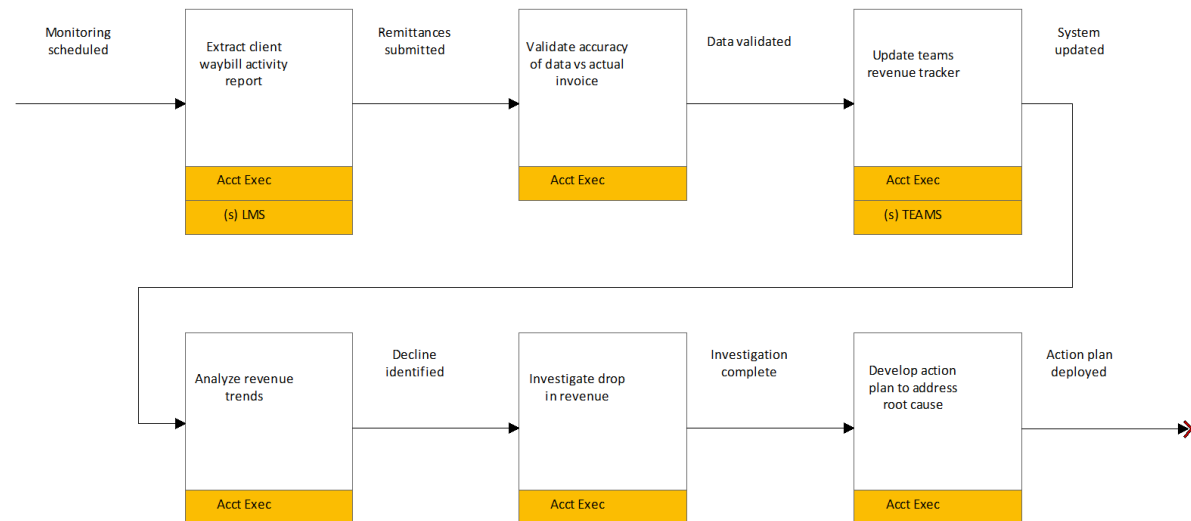 Monitoring
scheduled
Extract client
waybill activity
report
Acct Exec
(s) LMS
Remittances
submitted
Validate accuracy
of data vs actual
invoice
Acct Exec
Data validated
Update teams
revenue tracker
Acct Exec
(s) TEAMS
System
updated
Analyze revenue
trends
Acct Exec
Decline
identified
Investigate drop
in revenue
Acct Exec
Investigation
complete
Develop action
plan to address
root cause
Acct Exec
Action plan
deployed